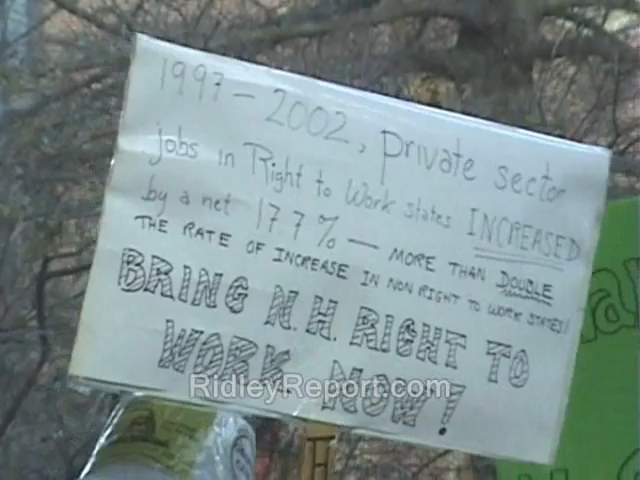 1997 - 2002, private sector
jobs in Right to Work states INCREASED
by a net 17.7% — MORE THAN DOUBLE
THE RATE OF INCREASE IN NON RIGHT TO WORK STATES!
BRING N.H. RIGHT TO
WORK NOW!
RidleyReport.com